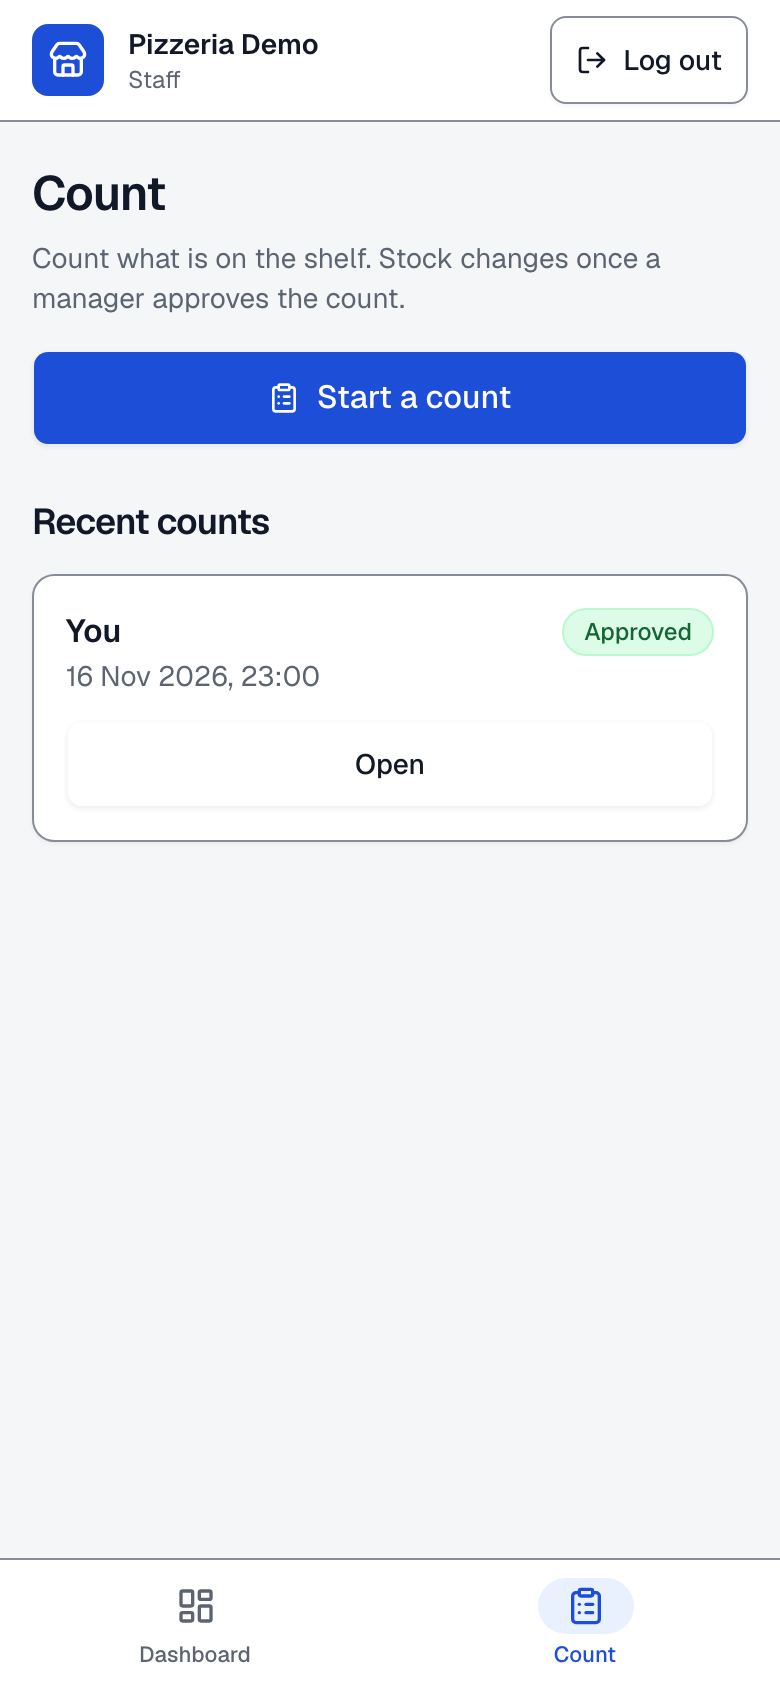 Pizzeria Demo
Staff
Log out
Count
Count what is on the shelf. Stock changes once a
manager approves the count.
Start a count
Recent counts
You
Approved
16 Nov 2026, 23:00
Open
Dashboard
Count